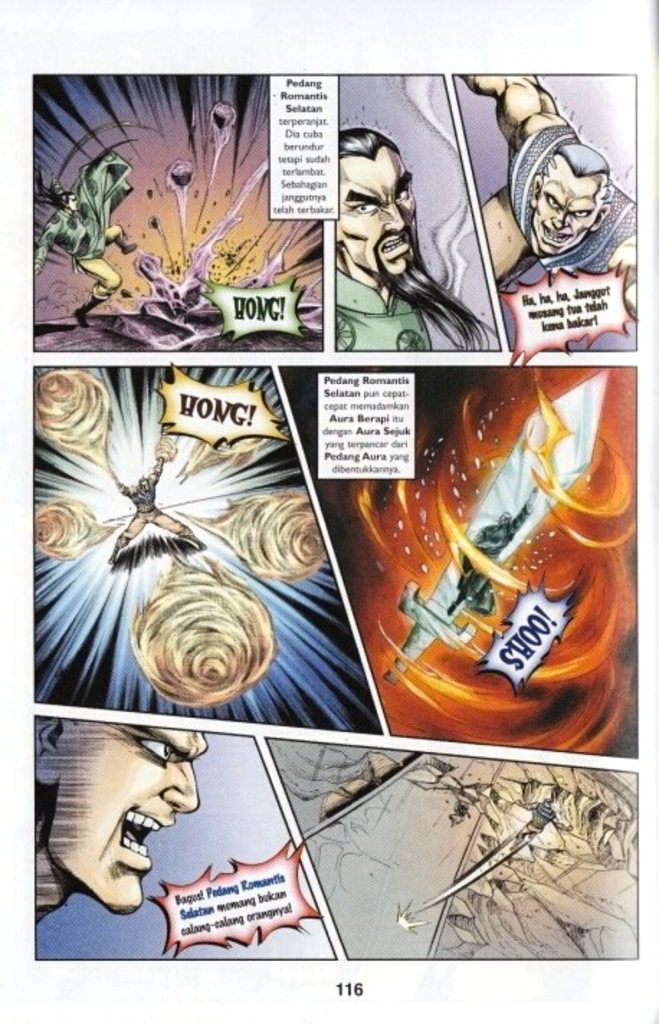 Pedang
Romantis
Selatan
terperanjat.
Dia cuba
berundur
tetapi sudah
terlambat.
Sebahagian
janggutnya
telah terbakar.
HONG!
Ha, ha, ha, Janggut
musang tua telah
kena bakar!
HONG!
Pedang Romantis
Selatan pun cepat-
cepat memadamkan
Aura Berapi itu
dengan Aura Sejuk
yang terpancar dari
Pedang Aura yang
dibentukkannya.
SHOO!
Bagus! Pedang Romantis
Selatan memang bukan
calang-calang orangnya!
116